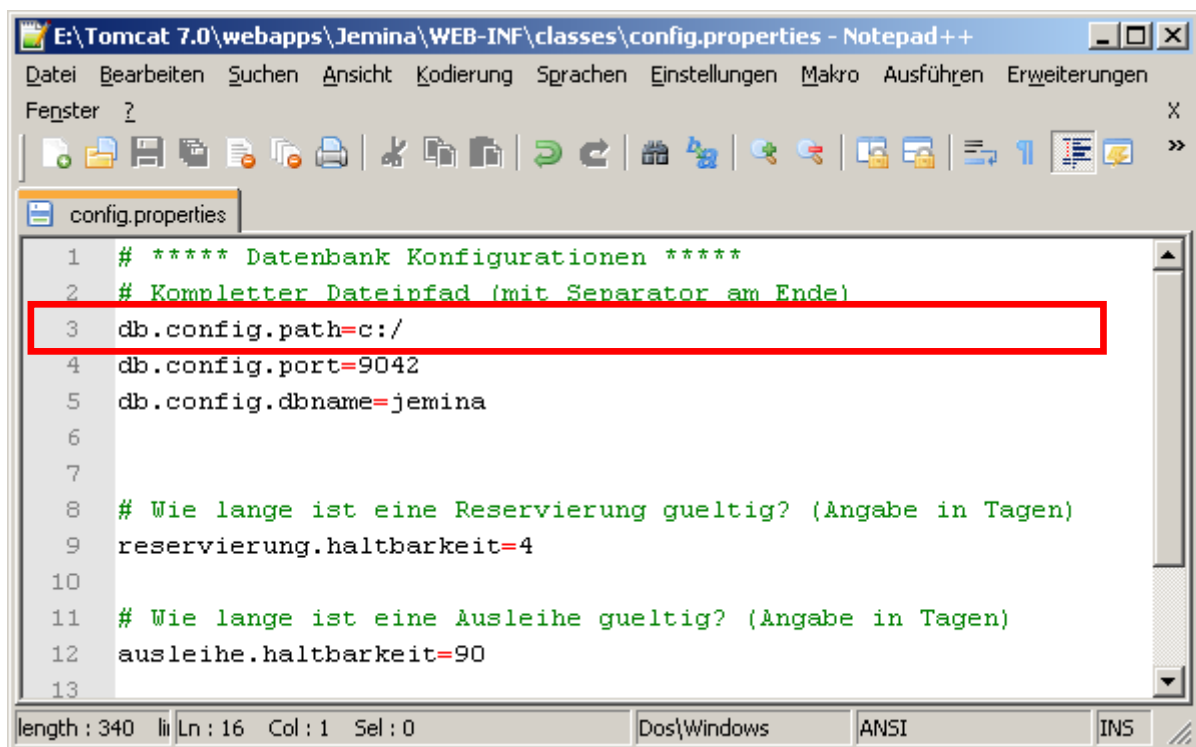 E:\Tomcat 7.0\webapps\Jemina\WEB-INF\classes\config.properties - Notepad++
Datei Bearbeiten Suchen Ansicht Kodierung Sprachen Einstellungen Makro Ausführen Erweiterungen
Fenster ? X
config.properties
1 # ***** Datenbank Konfigurationen *****
2 # Kompletter Dateipfad (mit Separator am Ende)
3 db.config.path=c:/
4 db.config.port=9042
5 db.config.dbname=jemina
6
7
8 # Wie lange ist eine Reservierung gueltig? (Angabe in Tagen)
9 reservierung.haltbarkeit=4
10
11 # Wie lange ist eine Ausleihe gueltig? (Angabe in Tagen)
12 ausleihe.haltbarkeit=90
13
length : 340 Ln : 16 Col : 1 Sel : 0 Dos\Windows ANSI INS